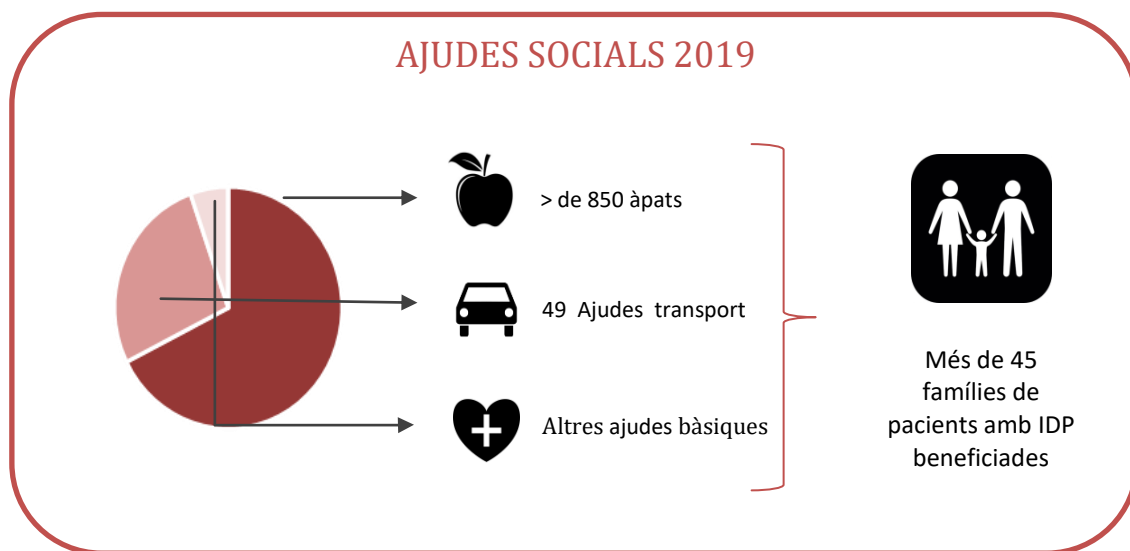 AJUDES SOCIALS 2019
> de 850 àpats
49 Ajudes transport
Altres ajudes bàsiques
Més de 45
famílies de
pacients amb IDP
beneficiades